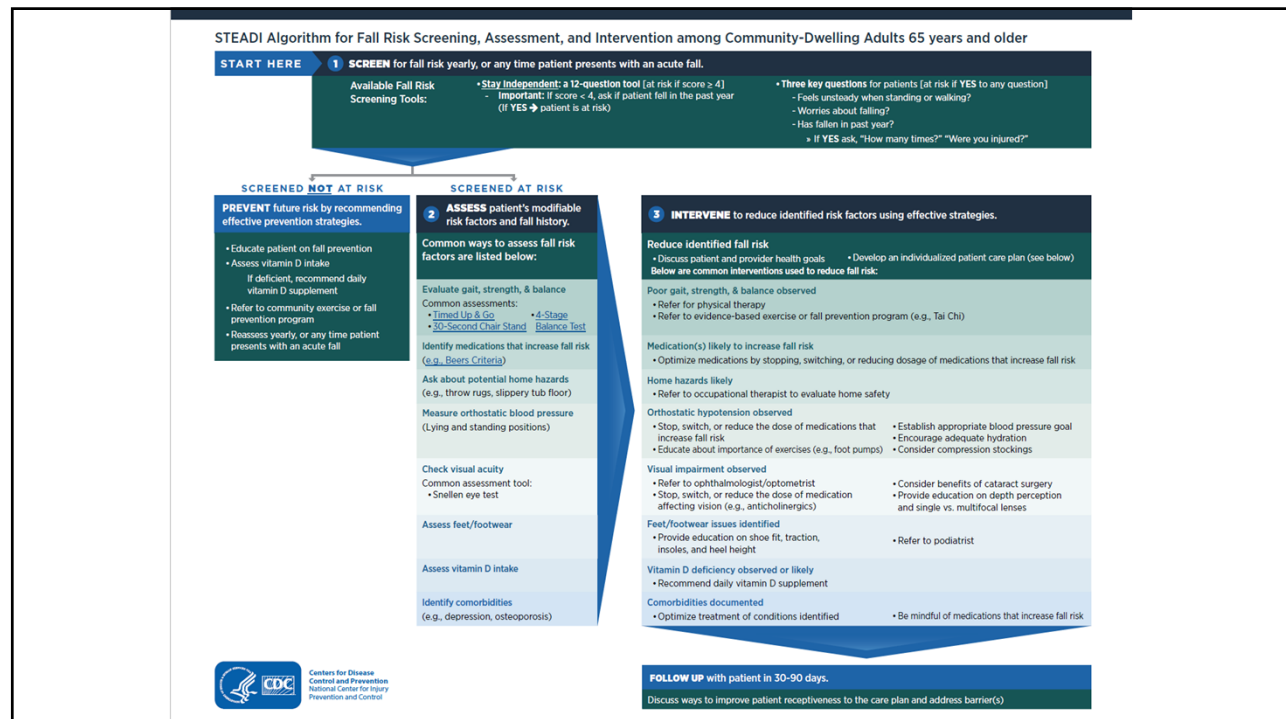 STEADI Algorithm for Fall Risk Screening, Assessment, and Intervention among Community-Dwelling Adults 65 years and older
START HERE
1 SCREEN for fall risk yearly, or any time patient presents with an acute fall.
Available Fall Risk
Screening Tools:
• Stay Independent: a 12-question tool [at risk if score ≥ 4]
- Important: If score < 4, ask if patient fell in the past year
(If YES ➔ patient is at risk)
• Three key questions for patients [at risk if YES to any question]
- Feels unsteady when standing or walking?
- Worries about falling?
- Has fallen in past year?
» If YES ask, "How many times?" "Were you injured?"
SCREENED NOT AT RISK
PREVENT future risk by recommending
effective prevention strategies.
• Educate patient on fall prevention
• Assess vitamin D intake
If deficient, recommend daily
vitamin D supplement
• Refer to community exercise or fall
prevention program
• Reassess yearly, or any time patient
presents with an acute fall
SCREENED AT RISK
2 ASSESS patient's modifiable
risk factors and fall history.
Common ways to assess fall risk
factors are listed below:
Evaluate gait, strength, & balance
Common assessments:
• Timed Up & Go
• 30-Second Chair Stand
• 4-Stage
Balance Test
Identify medications that increase fall risk
(e.g., Beers Criteria)
Ask about potential home hazards
(e.g., throw rugs, slippery tub floor)
Measure orthostatic blood pressure
(Lying and standing positions)
Check visual acuity
Common assessment tool:
• Snellen eye test
Assess feet/footwear
Assess vitamin D intake
Identify comorbidities
(e.g., depression, osteoporosis)
3 INTERVENE to reduce identified risk factors using effective strategies.
Reduce identified fall risk
• Discuss patient and provider health goals
• Develop an individualized patient care plan (see below)
Below are common interventions used to reduce fall risk:
Poor gait, strength, & balance observed
• Refer for physical therapy
• Refer to evidence-based exercise or fall prevention program (e.g., Tai Chi)
Medication(s) likely to increase fall risk
• Optimize medications by stopping, switching, or reducing dosage of medications that increase fall risk
Home hazards likely
• Refer to occupational therapist to evaluate home safety
Orthostatic hypotension observed
• Stop, switch, or reduce the dose of medications that
increase fall risk
• Educate about importance of exercises (e.g., foot pumps)
• Establish appropriate blood pressure goal
• Encourage adequate hydration
• Consider compression stockings
Visual impairment observed
• Refer to ophthalmologist/optometrist
• Stop, switch, or reduce the dose of medication
affecting vision (e.g., anticholinergics)
• Consider benefits of cataract surgery
• Provide education on depth perception
and single vs. multifocal lenses
Feet/footwear issues identified
• Provide education on shoe fit, traction,
insoles, and heel height
• Refer to podiatrist
Vitamin D deficiency observed or likely
• Recommend daily vitamin D supplement
Comorbidities documented
• Optimize treatment of conditions identified
• Be mindful of medications that increase fall risk
FOLLOW UP with patient in 30-90 days.
Discuss ways to improve patient receptiveness to the care plan and address barrier(s)
CDC
Centers for Disease
Control and Prevention
National Center for Injury
Prevention and Control